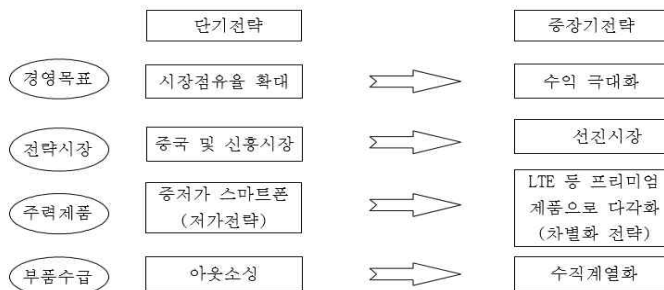 단기전략
중장기전략
경영목표
시장점유율 확대
수익 극대화
전략시장
중국 및 신흥시장
선진시장
주력제품
중저가 스마트폰
(저가전략)
LTE 등 프리미엄
제품으로 다각화
(차별화 전략)
부품수급
아웃소싱
수직계열화